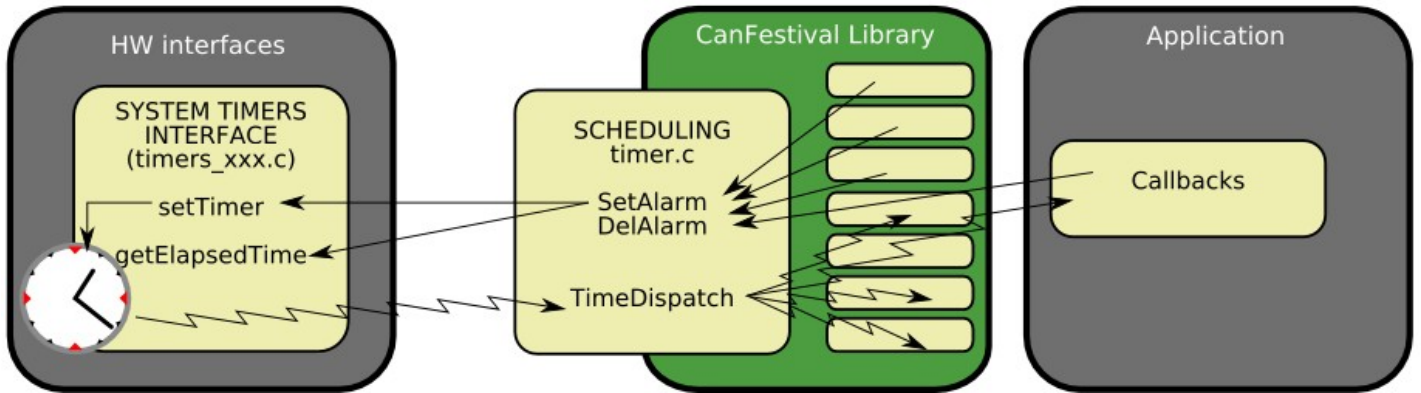 HW interfaces
SYSTEM TIMERS
INTERFACE
(timers_xxx.c)
setTimer
getElapsedTime
CanFestival Library
SCHEDULING
timer.c
SetAlarm
DelAlarm
TimeDispatch
Application
Callbacks